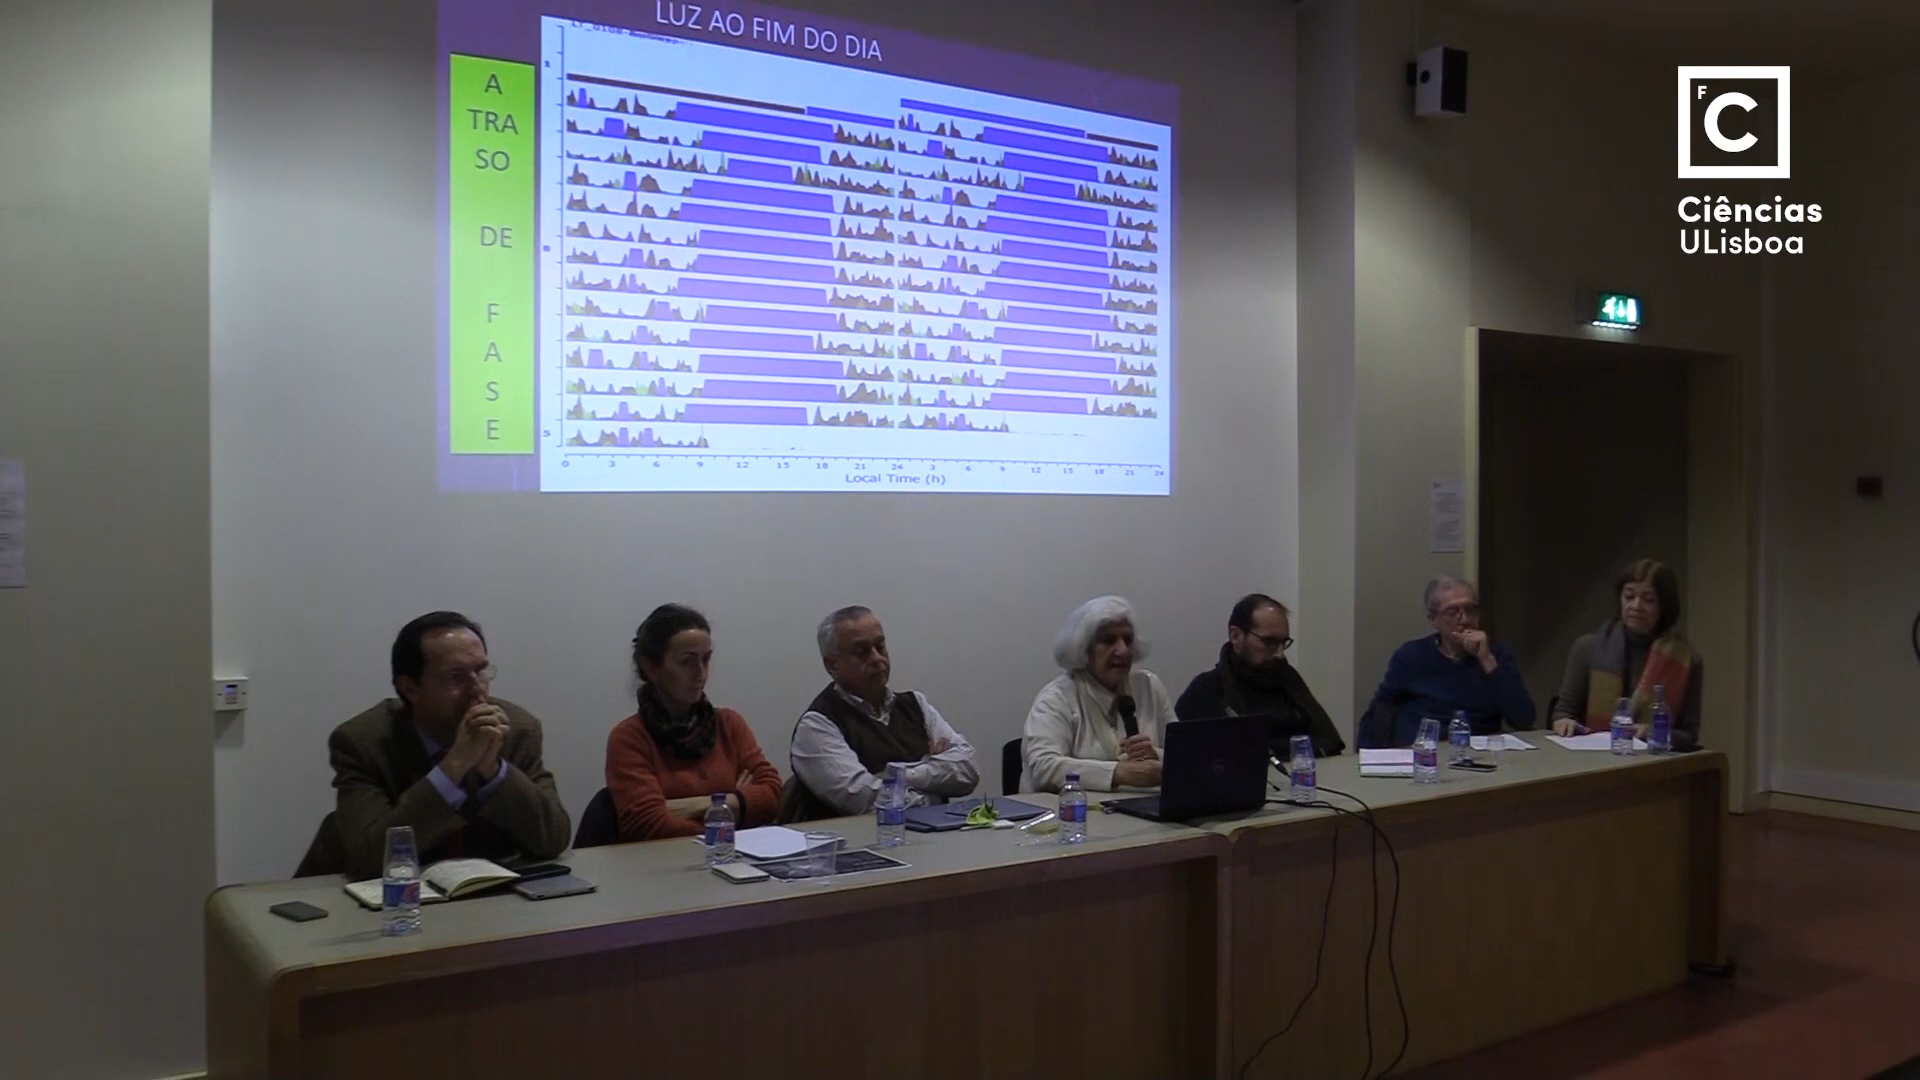 LUZ AO FIM DO DIA
A
TRA
SO
DE
F
A
S
E
0 3 6 9 12 15 18 21 24 3 6 9 12 15 18 21 24
Local Time (h)
F
C
Ciências
ULisboa